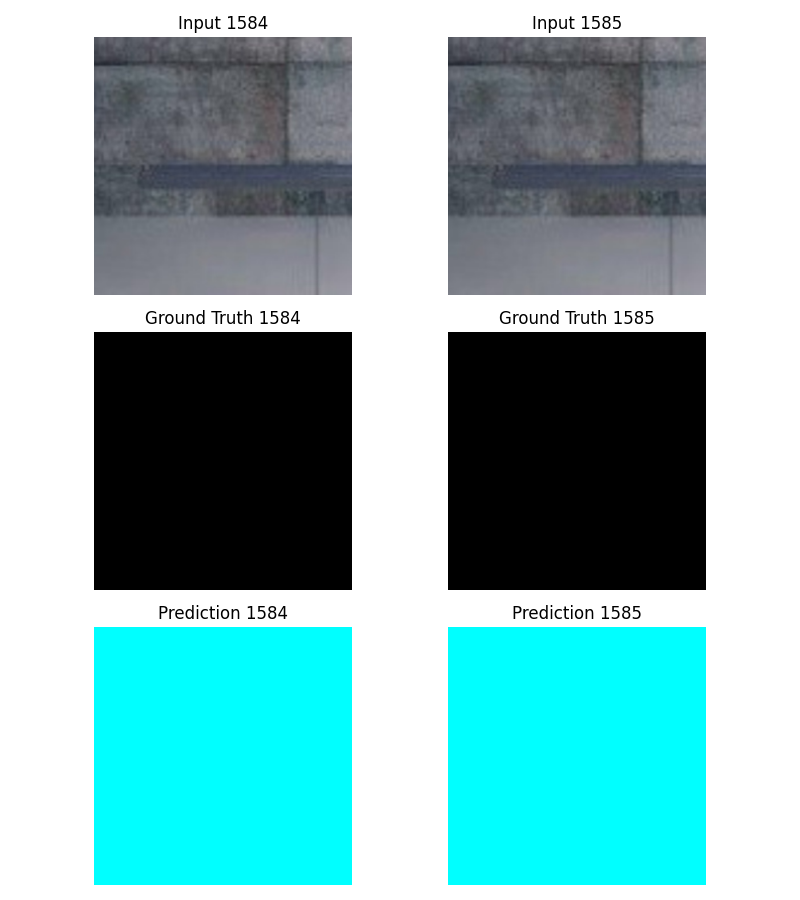 Input 1584
Input 1585
Ground Truth 1584
Ground Truth 1585
Prediction 1584
Prediction 1585